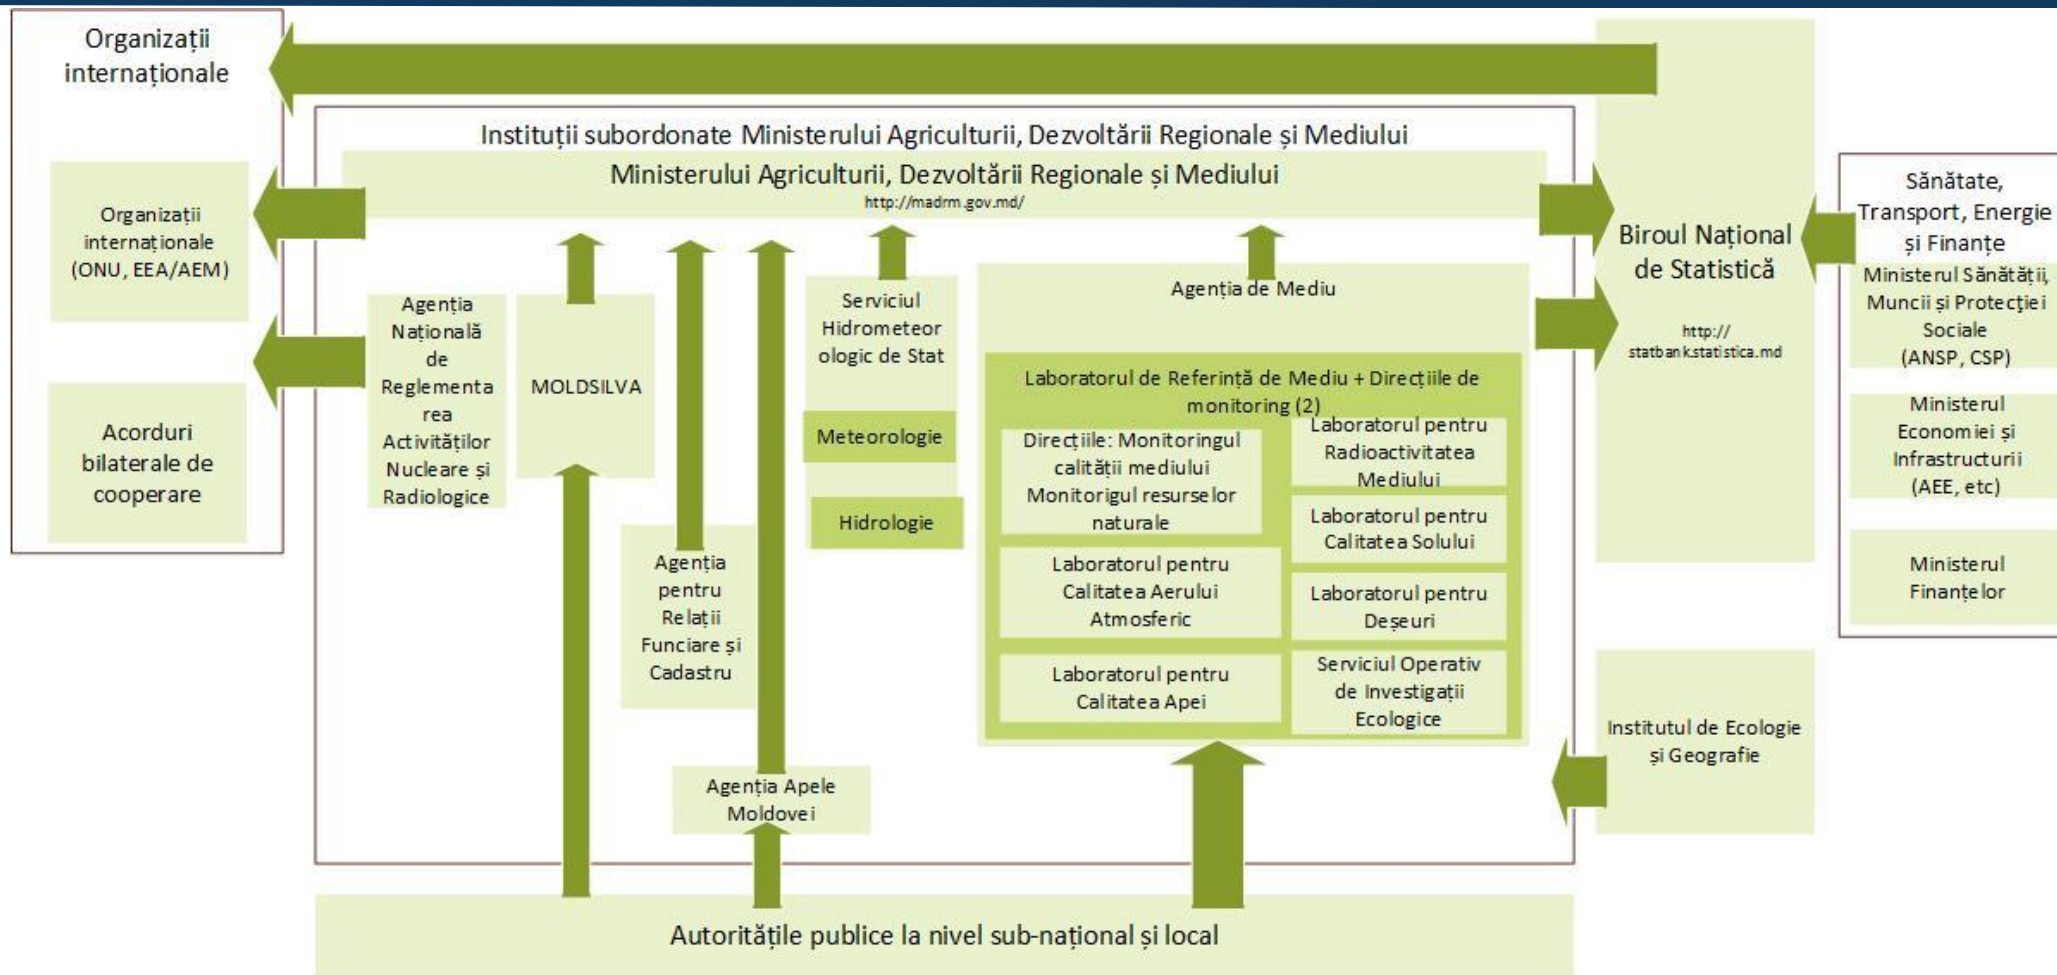 Organizații
internaționale
Organizații
internaționale
(ONU, EEA/AEM)
Acorduri
bilaterale de
cooperare
Instituții subordonate Ministerului Agriculturii, Dezvoltării Regionale și Mediului
Ministerului Agriculturii, Dezvoltării Regionale și Mediului
http://madrm.gov.md/
Agenția
Națională
de
Reglementa
rea
Activităților
Nucleare și
Radiologice
MOLDSILVA
Agenția
pentru
Relații
Funciare și
Cadastru
Agenția Apele
Moldovei
Serviciul
Hidrometeor
ologic de Stat
Meteorologie
Hidrologie
Agenția de Mediu
Laboratorul de Referință de Mediu + Direcțiile de
monitoring (2)
Direcțiile: Monitoringul
calității mediului
Monitorigul resurselor
naturale
Laboratorul pentru
Calitatea Aerului
Atmosferic
Laboratorul pentru
Calitatea Apei
Laboratorul pentru
Radioactivitatea
Mediului
Laboratorul pentru
Calitatea Solului
Laboratorul pentru
Deșeuri
Serviciul Operativ
de Investigații
Ecologice
Biroul Național
de Statistică
http://
statbank.statistica.md
Institutul de Ecologie
și Geografie
Sănătate,
Transport, Energie
și Finanțe
Ministerul Sănătății,
Muncii și Protecției
Sociale
(ANSP, CSP)
Ministerul
Economiei și
Infrastructurii
(AEE, etc)
Ministerul
Finanțelor
Autoritățile publice la nivel sub-național și local